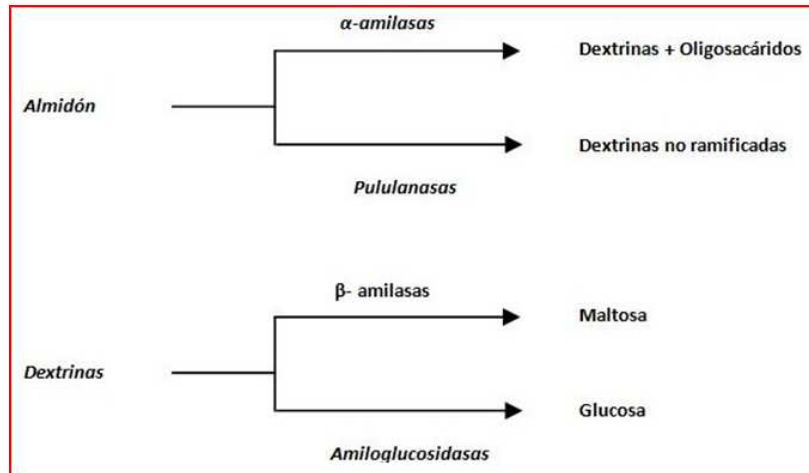 α-amilasas
Dextrinas + Oligosacáridos
Almidón
Dextrinas no ramificadas
Pululanasas
β- amilasas
Maltosa
Dextrinas
Glucosa
Amiloglucosidasas